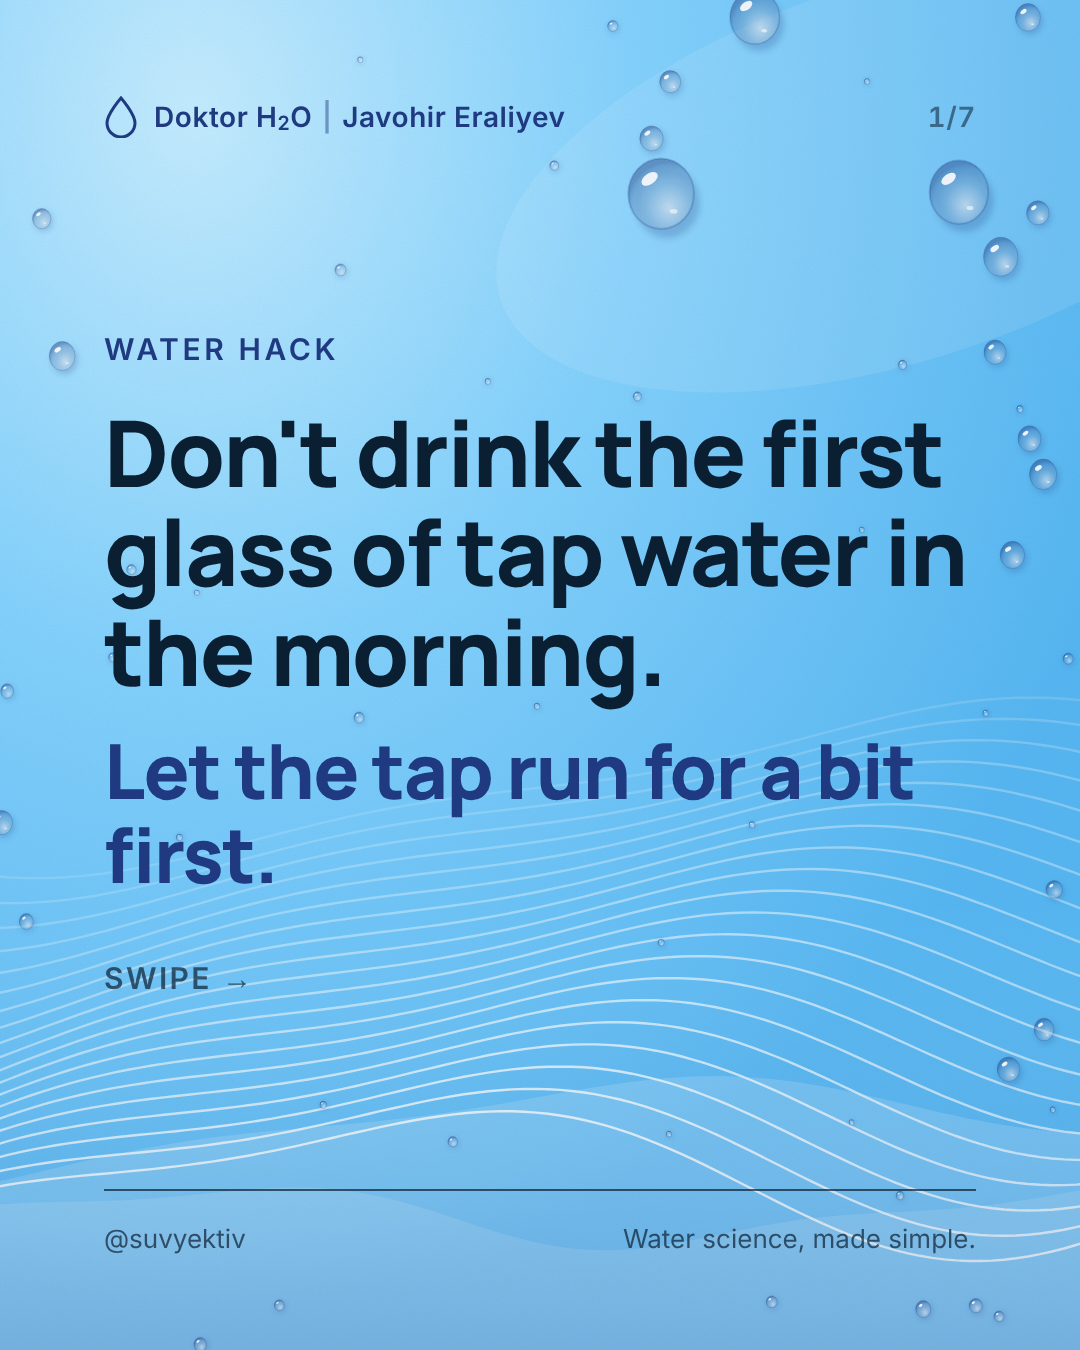 Doktor H₂O | Javohir Eraliyev
1/7
WATER HACK
Don't drink the first
glass of tap water in
the morning.
Let the tap run for a bit
first.
SWIPE →
@suvyektiv
Water science, made simple.